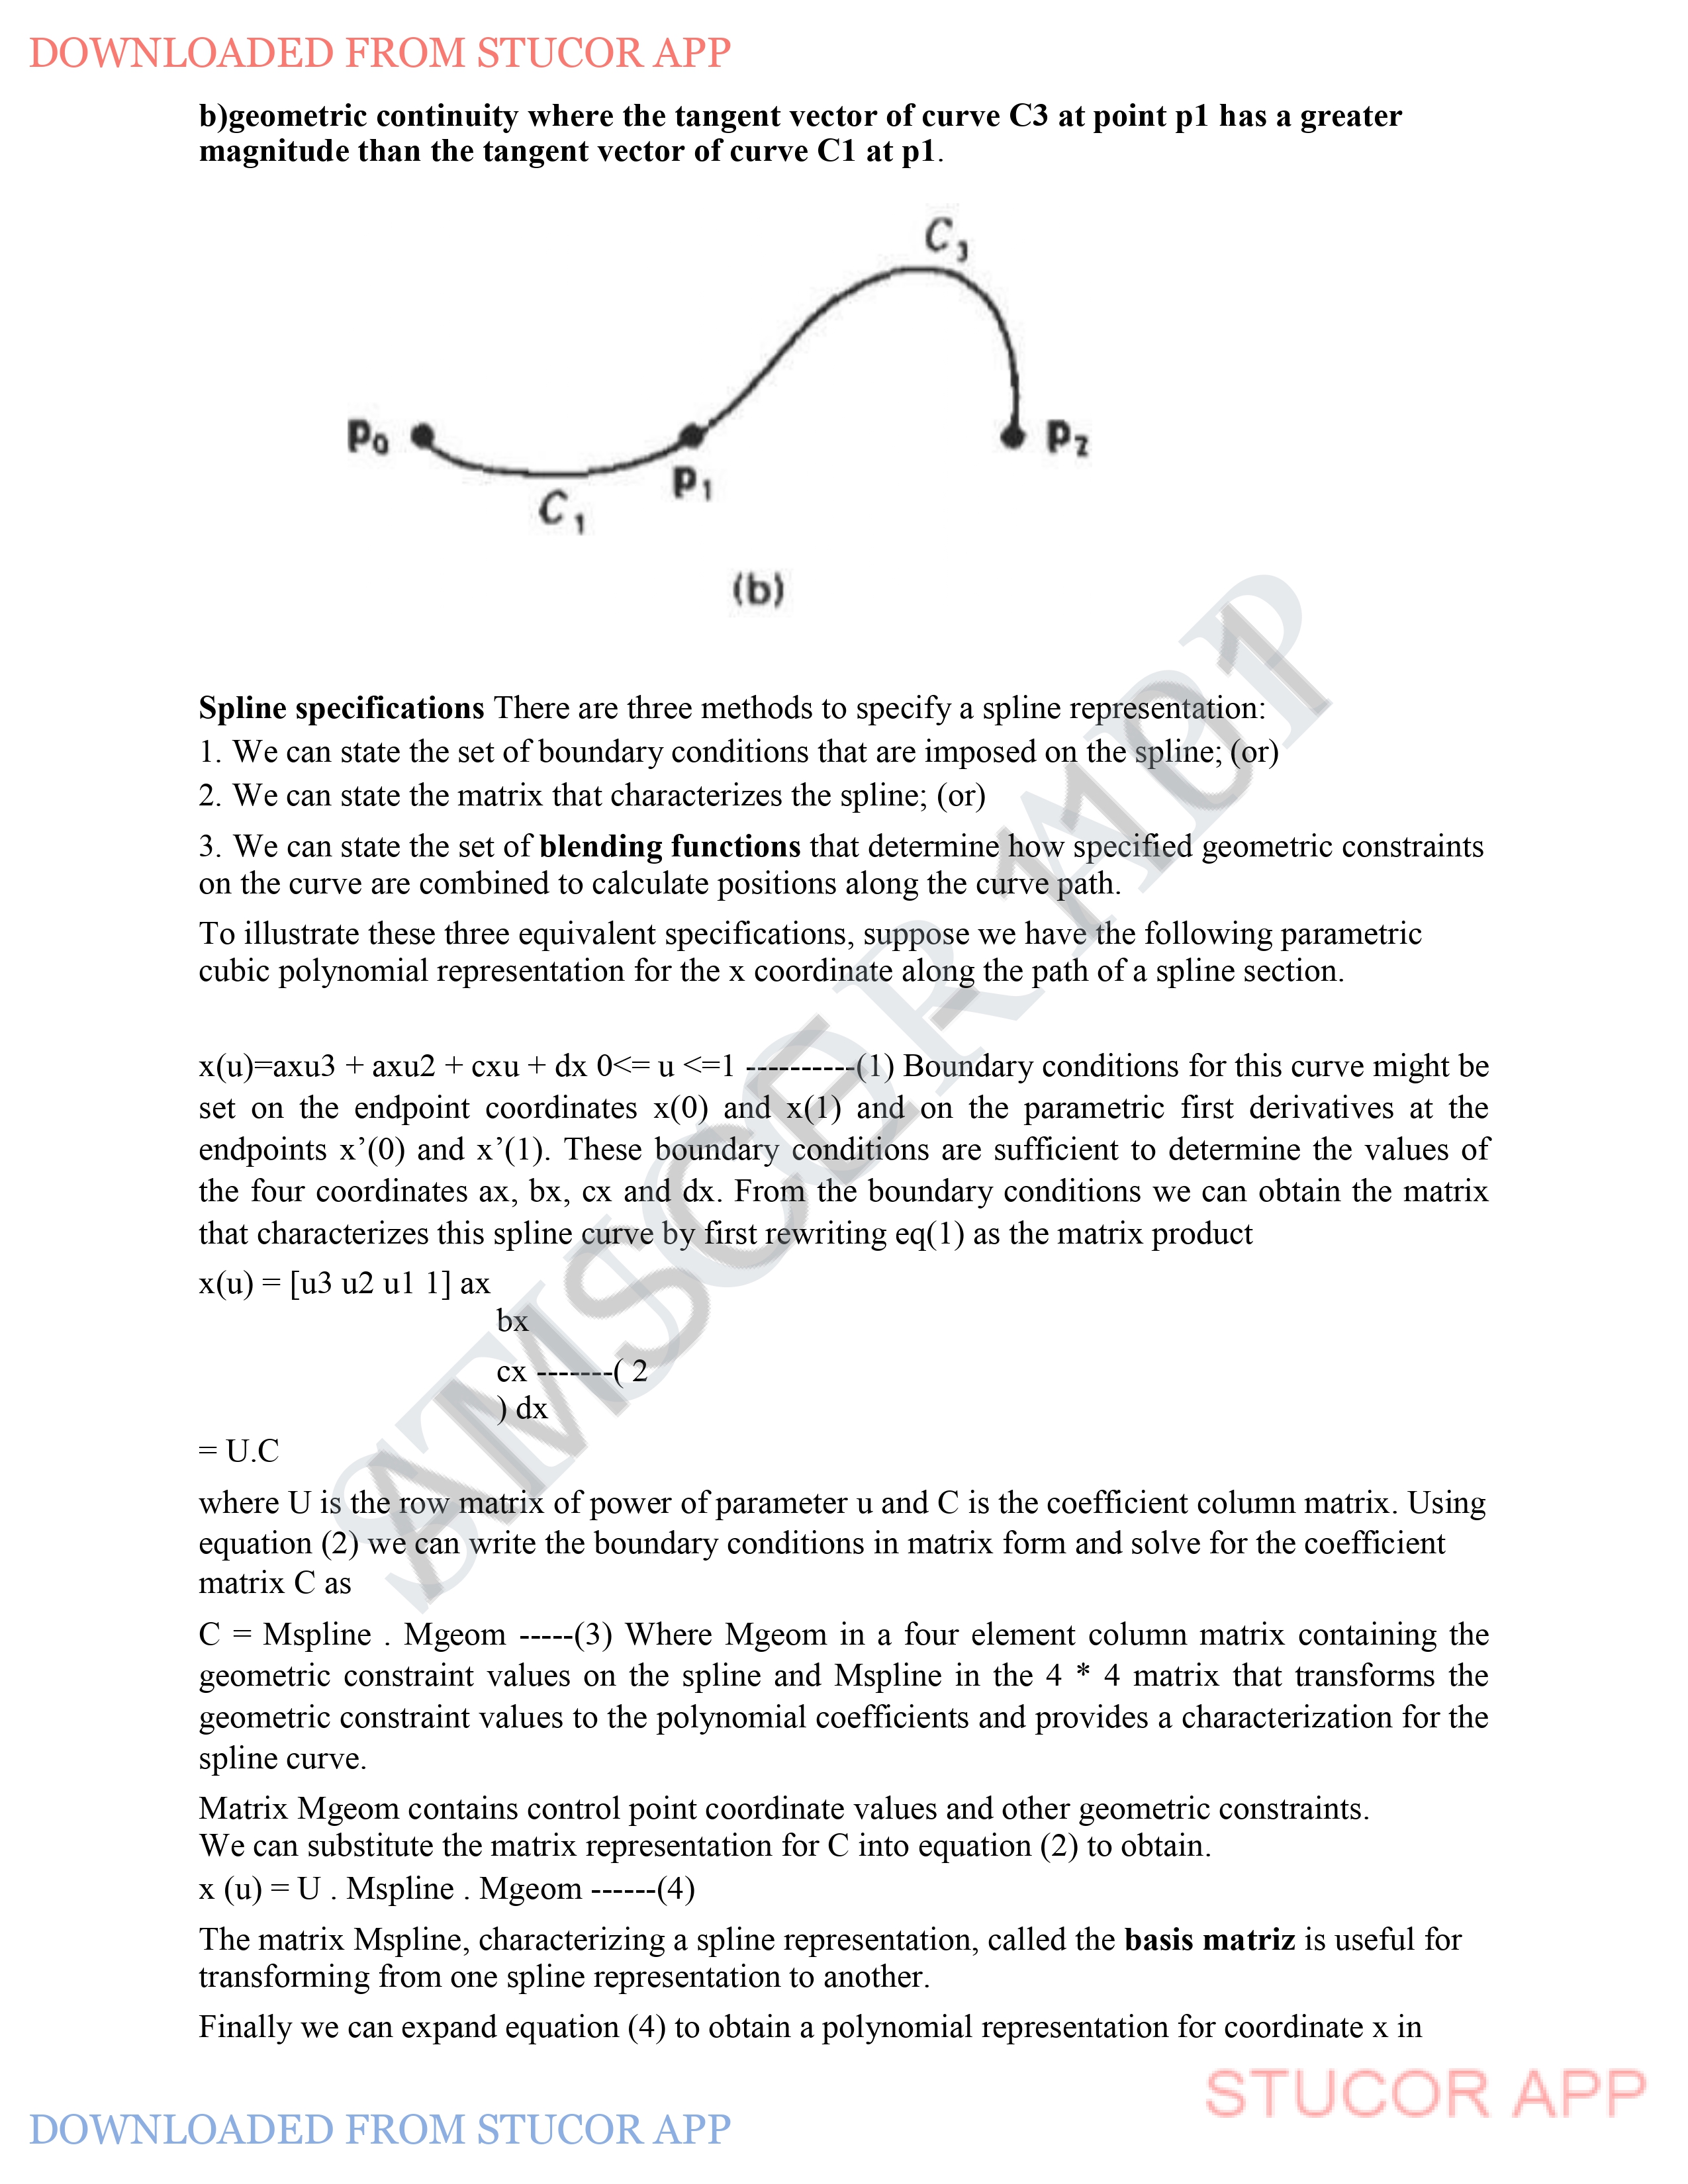 DOWNLOADED FROM STUCOR APP
b)geometric continuity where the tangent vector of curve C3 at point p1 has a greater
magnitude than the tangent vector of curve C1 at p1.
C3
P0
P1
P2
C1
(b)
Spline specifications There are three methods to specify a spline representation:
1. We can state the set of boundary conditions that are imposed on the spline; (or)
2. We can state the matrix that characterizes the spline; (or)
3. We can state the set of blending functions that determine how specified geometric constraints
on the curve are combined to calculate positions along the curve path.
To illustrate these three equivalent specifications, suppose we have the following parametric
cubic polynomial representation for the x coordinate along the path of a spline section.
x(u)=axu3 + axu2 + cxu + dx 0<= u <=1 ----------(1) Boundary conditions for this curve might be
set on the endpoint coordinates x(0) and x(1) and on the parametric first derivatives at the
endpoints x’(0) and x’(1). These boundary conditions are sufficient to determine the values of
the four coordinates ax, bx, cx and dx. From the boundary conditions we can obtain the matrix
that characterizes this spline curve by first rewriting eq(1) as the matrix product
x(u) = [u3 u2 u1 1] ax
bx
cx -------( 2
) dx
= U.C
where U is the row matrix of power of parameter u and C is the coefficient column matrix. Using
equation (2) we can write the boundary conditions in matrix form and solve for the coefficient
matrix C as
C = Mspline . Mgeom -----(3) Where Mgeom in a four element column matrix containing the
geometric constraint values on the spline and Mspline in the 4 * 4 matrix that transforms the
geometric constraint values to the polynomial coefficients and provides a characterization for the
spline curve.
Matrix Mgeom contains control point coordinate values and other geometric constraints.
We can substitute the matrix representation for C into equation (2) to obtain.
x (u) = U . Mspline . Mgeom ------(4)
The matrix Mspline, characterizing a spline representation, called the basis matriz is useful for
transforming from one spline representation to another.
Finally we can expand equation (4) to obtain a polynomial representation for coordinate x in
STUCOR APP
AMSCE 1101
STUCOR APP
DOWNLOADED FROM STUCOR APP